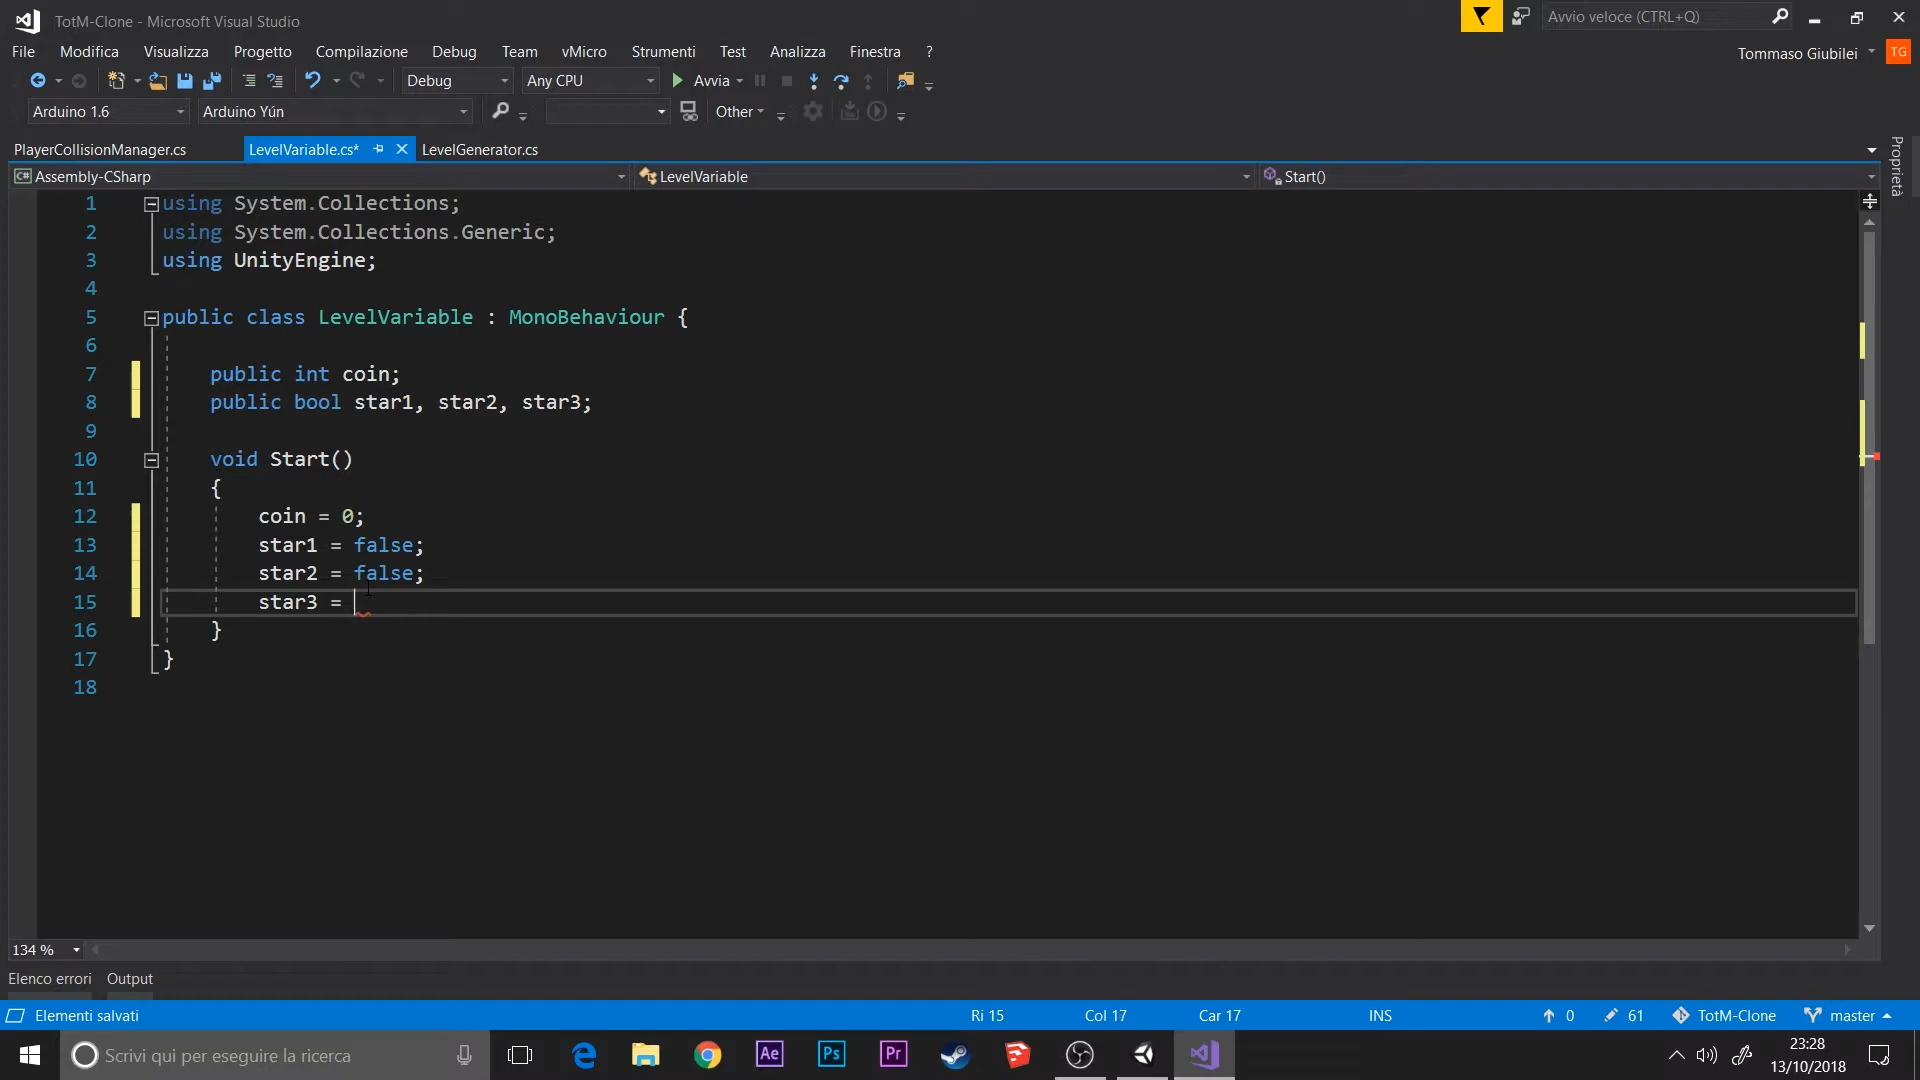 TotM-Clone - Microsoft Visual Studio
Avvio veloce (CTRL+Q)
File Modifica Visualizza Progetto Compilazione Debug Team vMicro Strumenti Test Analizza Finestra ?
Tommaso Giubilei TG
Debug Any CPU Avvia
Arduino 1.6 Arduino Yún Other
PlayerCollisionManager.cs LevelVariable.cs* LevelGenerator.cs
Proprietà
C# Assembly-CSharp LevelVariable Start()
1 using System.Collections;
2 using System.Collections.Generic;
3 using UnityEngine;
4
5 public class LevelVariable : MonoBehaviour {
6
7 public int coin;
8 public bool star1, star2, star3;
9
10 void Start()
11 {
12 coin = 0;
13 star1 = false;
14 star2 = false;
15 star3 =
16 }
17 }
18
134 %
Elenco errori Output
Elementi salvati Ri 15 Col 17 Car 17 INS 0 61 TotM-Clone master
Scrivi qui per eseguire la ricerca Ae Ps Pr 23:28
13/10/2018